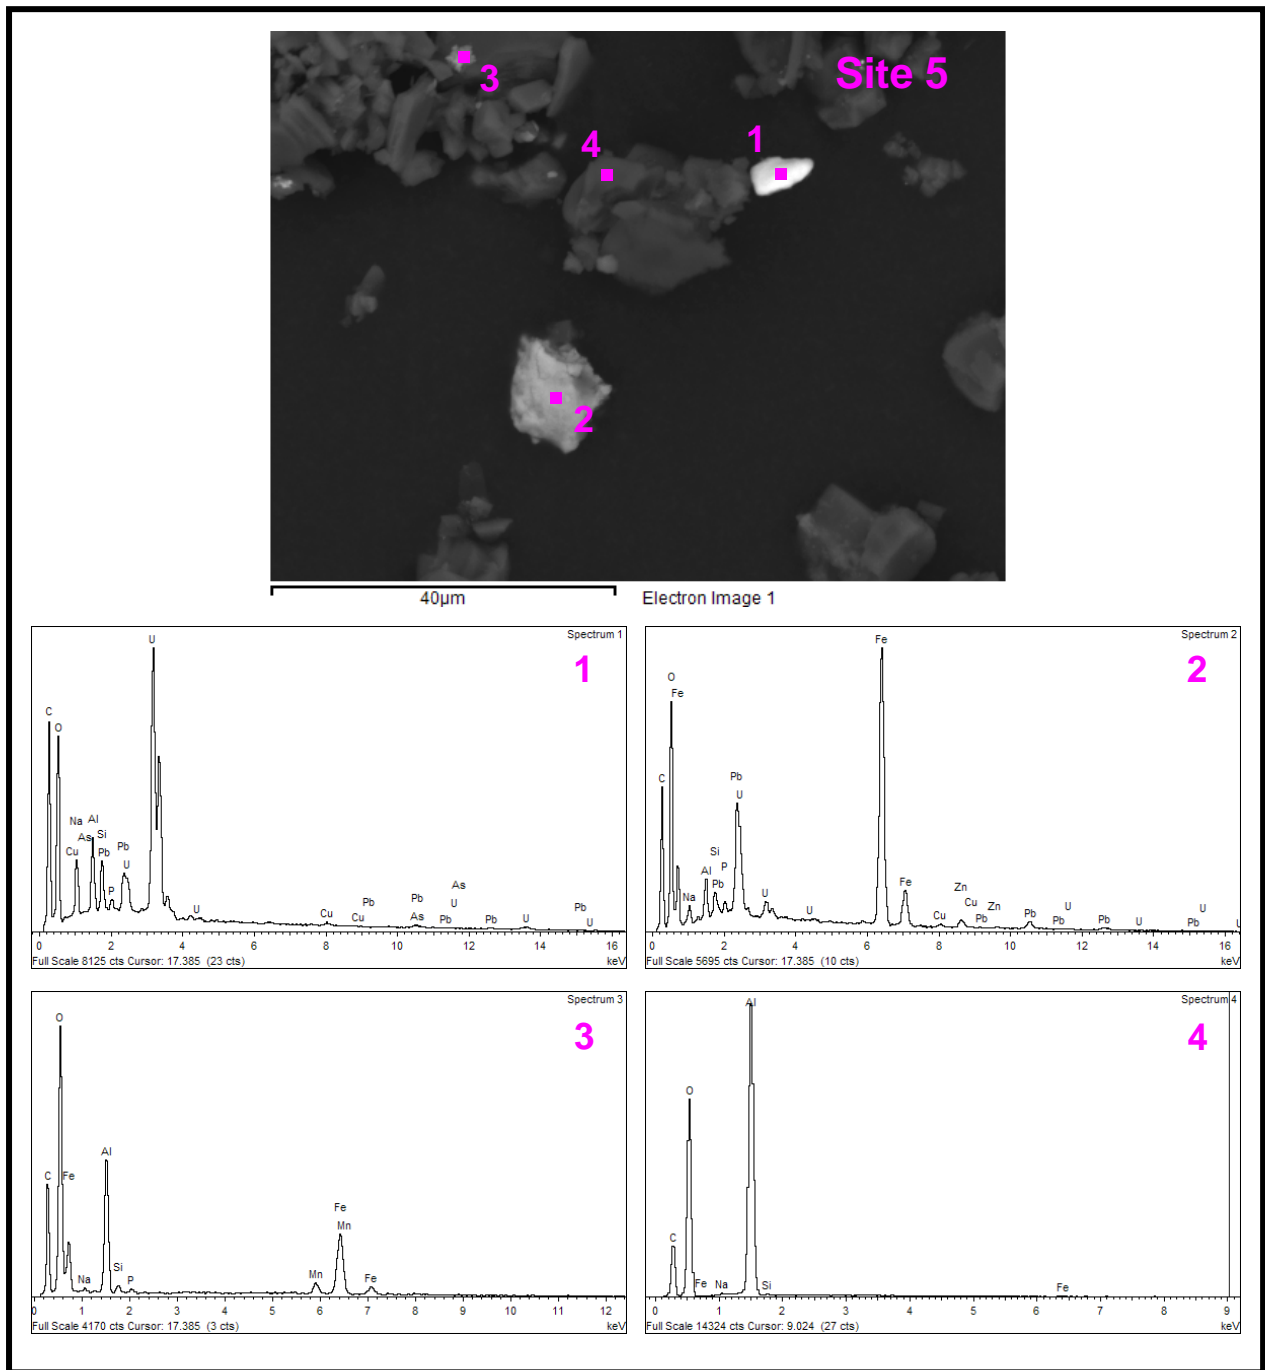 Site 5
3
4
1
2
40µm
Electron Image 1
Spectrum 1
1
U
C
O
Na
Al
As
Si
Cu
Pb
Pb
P
U
U
Cu
Cu
Pb
Pb
As
As
U
Pb
Pb
U
Pb
U
0 2 4 6 8 10 12 14 16
Full Scale 8125 cts Cursor: 17.385 (23 cts)
keV
Spectrum 2
2
Fe
O
Fe
C
Pb
U
Si
P
Al
Pb
Na
U
U
Fe
Cu
Zn
Cu
Zn
Pb
Pb
U
Pb
Pb
U
U
Pb
U
0 2 4 6 8 10 12 14 16
Full Scale 5695 cts Cursor: 17.385 (10 cts)
keV
Spectrum 3
3
O
C
Fe
Al
Na
Si
P
Mn
Fe
Mn
Fe
0 1 2 3 4 5 6 7 8 9 10 11 12
Full Scale 4170 cts Cursor: 17.385 (3 cts)
keV
Spectrum 4
4
Al
O
C
Fe
Na
Si
Fe
0 1 2 3 4 5 6 7 8 9
Full Scale 14324 cts Cursor: 9.024 (27 cts)
keV